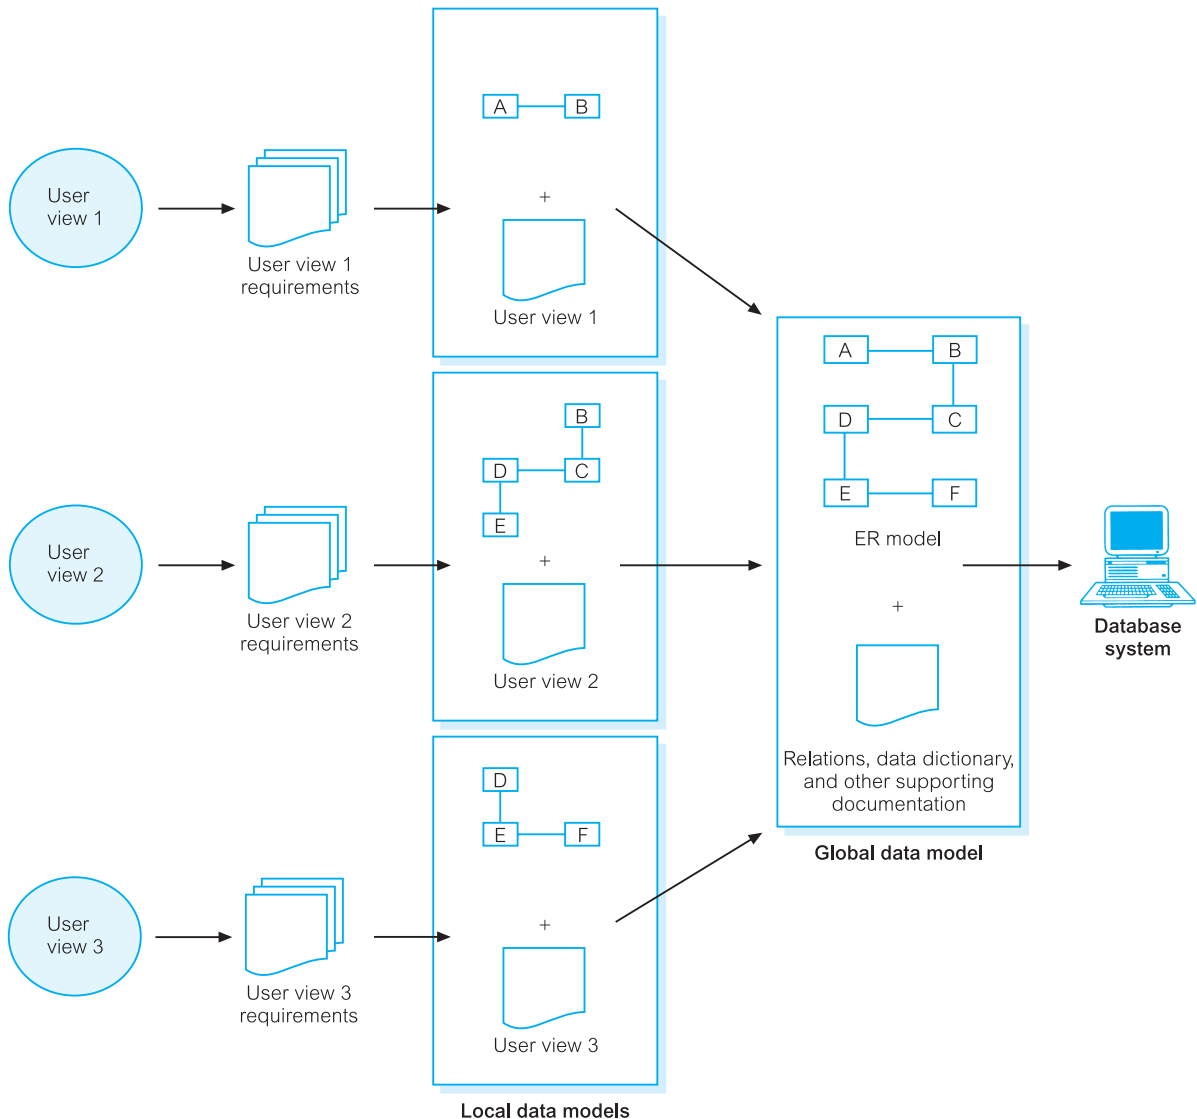 User
view 1
User view 1
requirements
A
B
+
User view 1
User
view 2
User view 2
requirements
B
D
C
E
+
User view 2
User
view 3
User view 3
requirements
D
E
F
+
User view 3
Local data models
A
B
D
C
E
F
ER model
+
Relations, data dictionary,
and other supporting
documentation
Global data model
Database
system